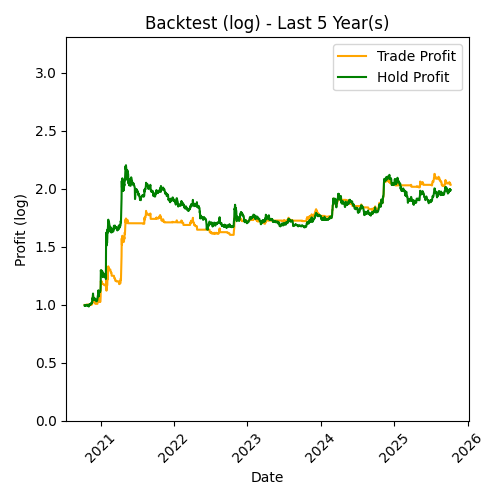 Backtest (log) - Last 5 Year(s)
Trade Profit
Hold Profit
Profit (log)
3.0
2.5
2.0
1.5
1.0
0.5
0.0
2021
2022
2023
2024
2025
2026
Date